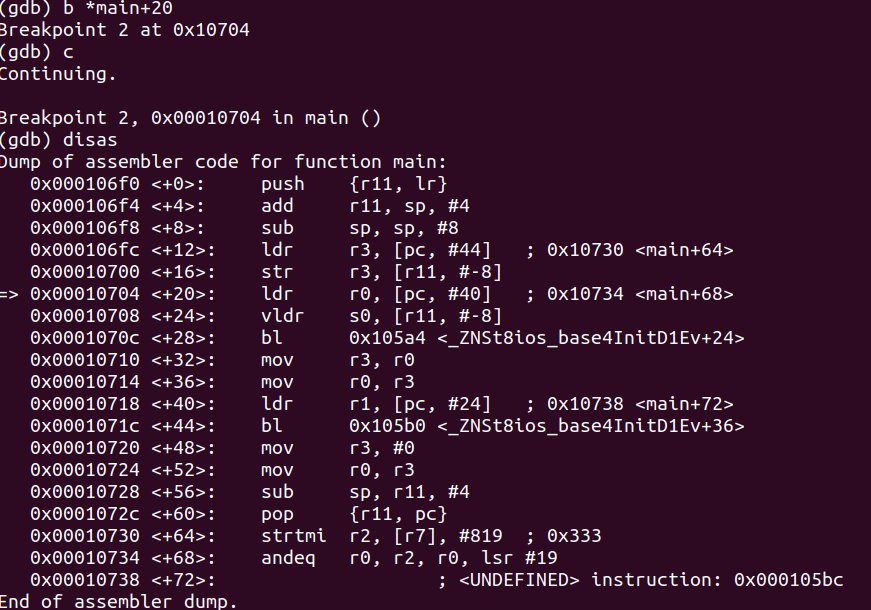 (gdb) b *main+20
Breakpoint 2 at 0x10704
(gdb) c
Continuing.
Breakpoint 2, 0x00010704 in main ()
(gdb) disas
Dump of assembler code for function main:
0x000106f0 <+0>: push {r11, lr}
0x000106f4 <+4>: add r11, sp, #4
0x000106f8 <+8>: sub sp, sp, #8
0x000106fc <+12>: ldr r3, [pc, #44] ; 0x10730 <main+64>
0x00010700 <+16>: str r3, [r11, #-8]
=> 0x00010704 <+20>: ldr r0, [pc, #40] ; 0x10734 <main+68>
0x00010708 <+24>: vldr s0, [r11, #-8]
0x0001070c <+28>: bl 0x105a4 <_ZNSt8ios_base4InitD1Ev+24>
0x00010710 <+32>: mov r3, r0
0x00010714 <+36>: mov r0, r3
0x00010718 <+40>: ldr r1, [pc, #24] ; 0x10738 <main+72>
0x0001071c <+44>: bl 0x105b0 <_ZNSt8ios_base4InitD1Ev+36>
0x00010720 <+48>: mov r3, #0
0x00010724 <+52>: mov r0, r3
0x00010728 <+56>: sub sp, r11, #4
0x0001072c <+60>: pop {r11, pc}
0x00010730 <+64>: strtmi r2, [r7], #819 ; 0x333
0x00010734 <+68>: andeq r0, r2, r0, lsr #19
0x00010738 <+72>: ; <UNDEFINED> instruction: 0x000105bc
End of assembler dump.